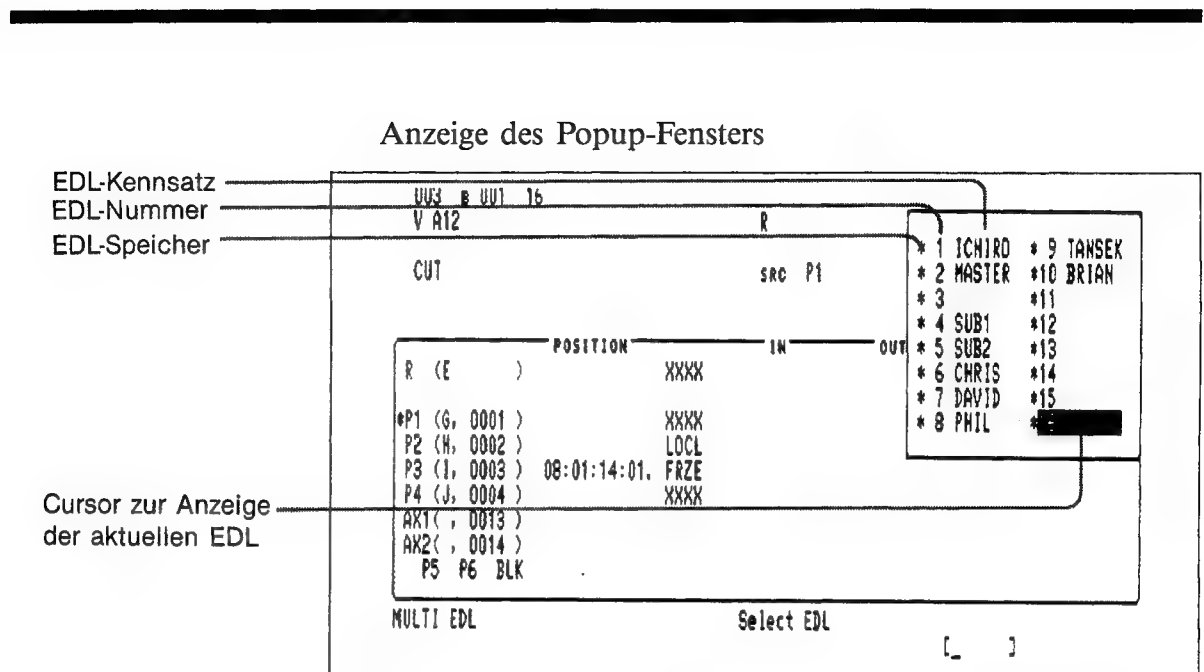 Anzeige des Popup-Fensters
EDL-Kennsatz
EDL-Nummer
EDL-Speicher
003 B 001 16
V A12 R
CUT SRC P1
* 1 ICHIRO * 9 TANSEK
* 2 MASTER *10 BRIAN
* 3 *11
* 4 SUB1 *12
* 5 SUB2 *13
* 6 CHRIS *14
* 7 DAVID *15
* 8 PHIL *
POSITION IN OUT
R (E ) XXXX
*P1 (G, 0001 ) XXXX
P2 (H, 0002 ) LOCL
P3 (I, 0003 ) 08:01:14:01. FRZE
P4 (J, 0004 ) XXXX
AX1( , 0013 )
AX2( , 0014 )
P5 P6 BLK
Cursor zur Anzeige
der aktuellen EDL
MULTI EDL Select EDL
[_ ]